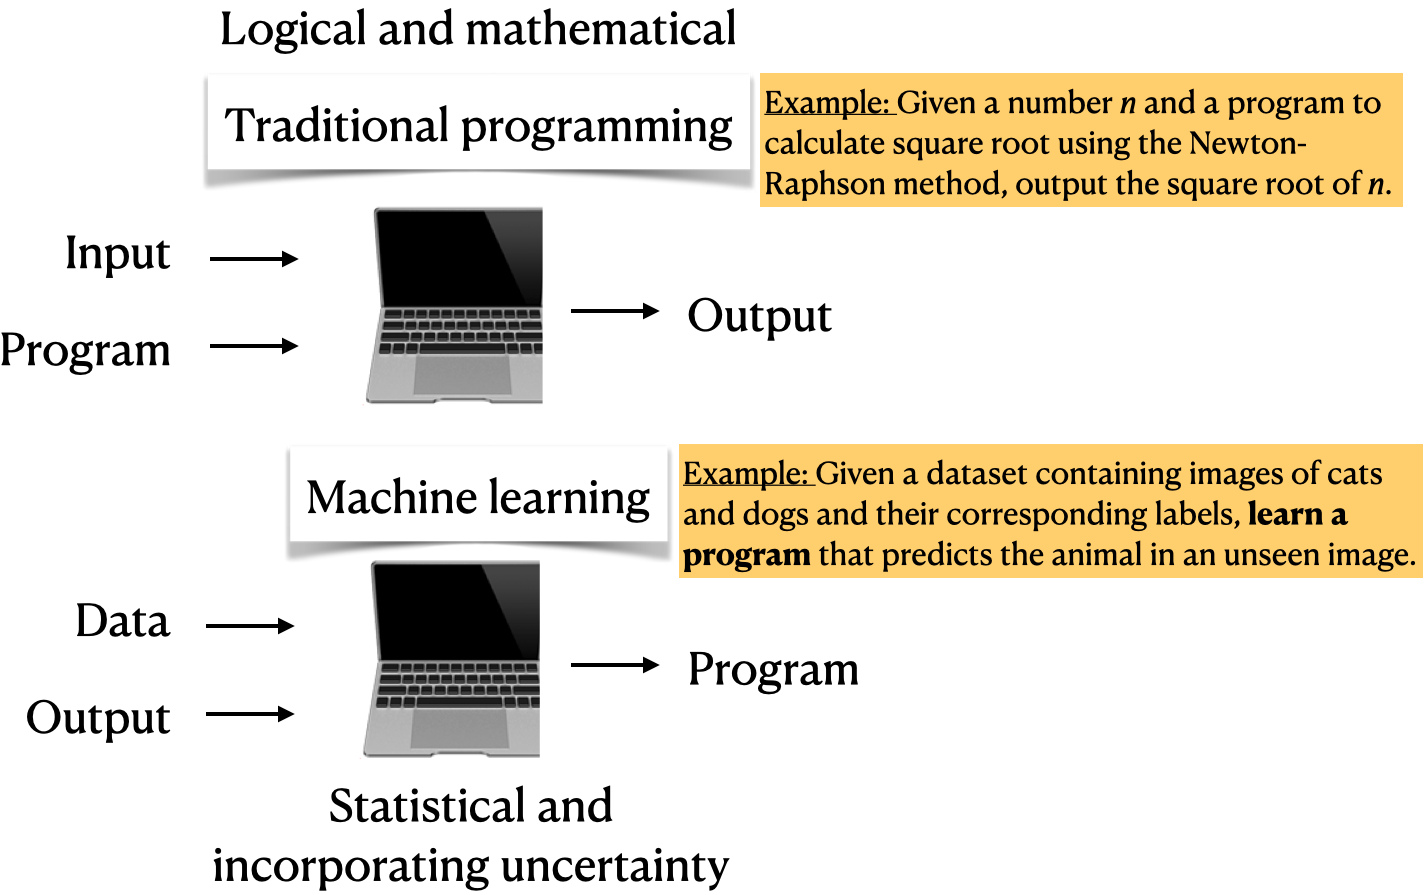 Logical and mathematical
Traditional programming
Example: Given a number n and a program to
calculate square root using the Newton-
Raphson method, output the square root of n.
Input
Program
Output
Machine learning
Example: Given a dataset containing images of cats
and dogs and their corresponding labels, learn a
program that predicts the animal in an unseen image.
Data
Output
Program
Statistical and
incorporating uncertainty